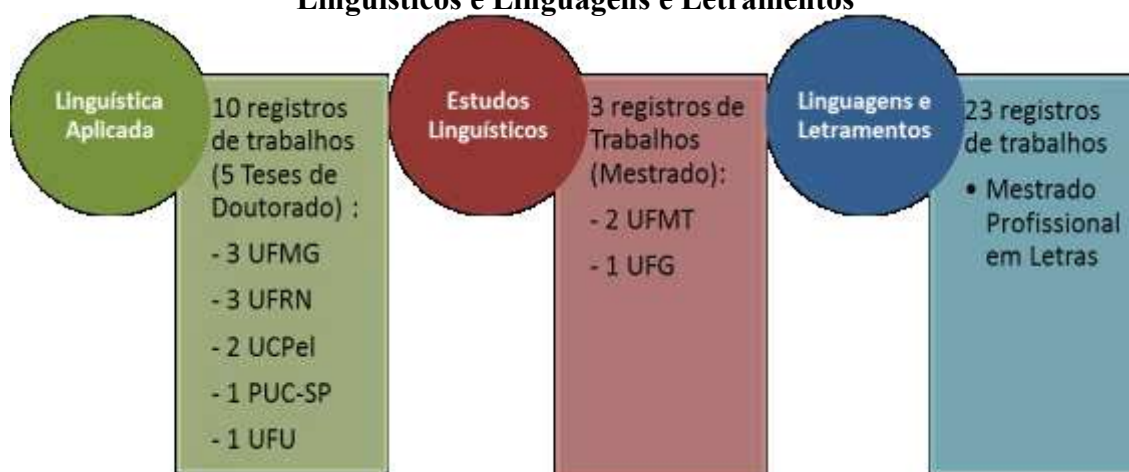 Linguísticos e Linguagens e Letramentos
Linguística
Aplicada
10 registros
de trabalhos
(5 Teses de
Doutorado) :
- 3 UFMG
- 3 UFRN
- 2 UCPel
- 1 PUC-SP
- 1 UFU
Estudos
Linguísticos
3 registros de
Trabalhos
(Mestrado):
- 2 UFMT
- 1 UFG
Linguagens e
Letramentos
23 registros
de trabalhos
• Mestrado
Profissional
em Letras